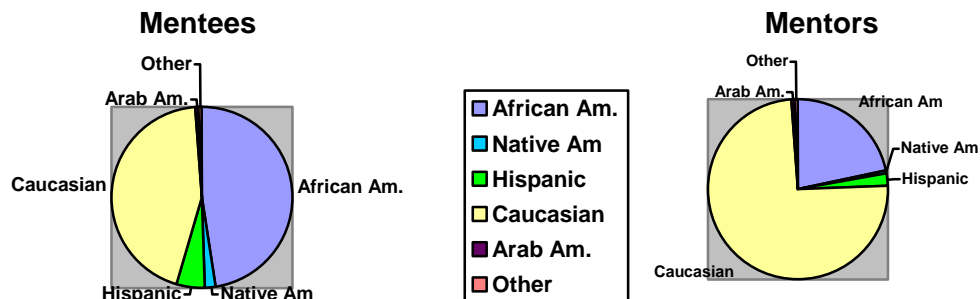 Mentees
Other
Arab Am.
Caucasian
African Am.
Hispanic
Native Am
African Am.
Native Am
Hispanic
Caucasian
Arab Am.
Other
Mentors
Other
Arab Am.
African Am
Native Am
Hispanic
Caucasian